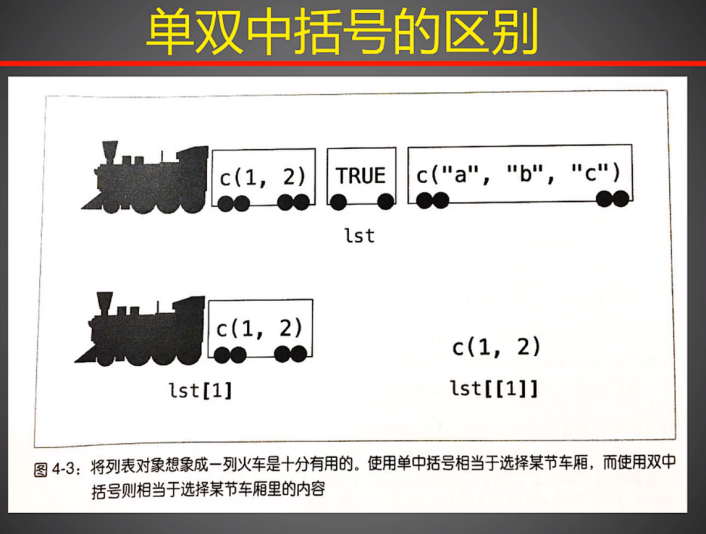 单双中括号的区别
c(1, 2) TRUE c("a", "b", "c")
lst
c(1, 2)
c(1, 2)
lst[1]
lst[[1]]
图 4-3：将列表对象想象成一列火车是十分有用的。使用单中括号相当于选择某节车厢，而使用双中
括号则相当于选择某节车厢里的内容